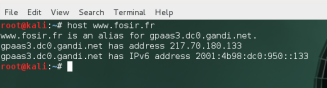 File Edit View Search Terminal Help
root@kali:~# host www.fosir.fr
www.fosir.fr is an alias for gpaas3.dc0.gandi.net.
gpaas3.dc0.gandi.net has address 217.70.180.133
gpaas3.dc0.gandi.net has IPv6 address 2001:4b98:dc0:950::133
root@kali:~#